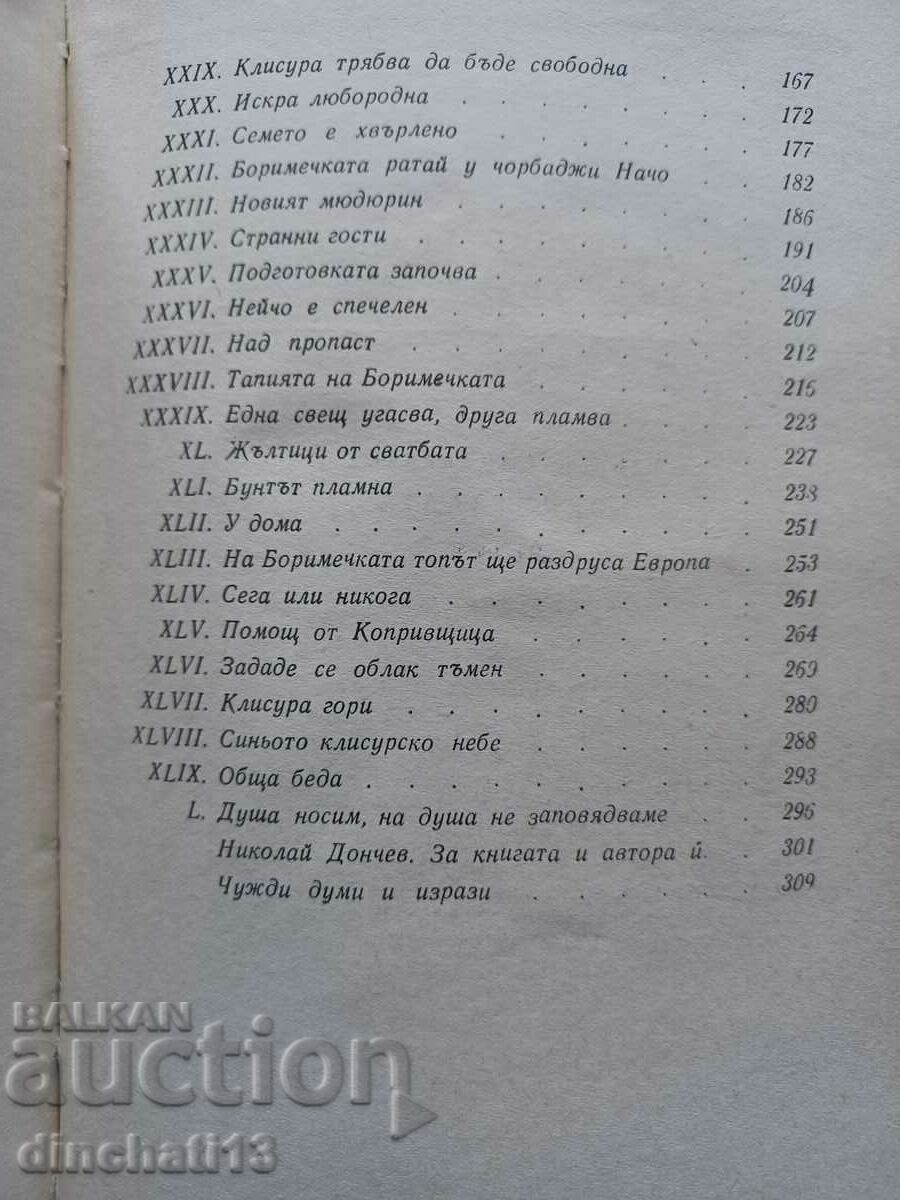 XXIX. Клисура трябва да бъде свободна . . 167
XXX. Искра любородна . . . . . . . 172
XXXI. Семето е хвърлено . . . . . . 177
XXXII. Боримечката ратай у чорбаджи Начо . . 182
XXXIII. Новият мюдюрин . . . . . . . 186
XXXIV. Странни гости . . . . . . . . 191
XXXV. Подготовката започва . . . . . . 204
XXXVI. Нейчо е спечелен . . . . . . . 207
XXXVII. Над пропаст . . . . . . . . 212
XXXVIII. Тапията на Боримечката . . . . . 215
XXXIX. Една свещ угасва, друга пламва . . . 223
XL. Жълтици от сватбата . . . . . . 227
XLI. Бунтът пламна . . . . . . . . 238
XLII. У дома . . . . . . . . . . 251
XLIII. На Боримечката топът ще раздруса Европа . 253
XLIV. Сега или никога . . . . . . . 261
XLV. Помощ от Копривщица . . . . . 264
XLVI. Зададе се облак тъмен . . . . . 269
XLVII. Клисура гори . . . . . . . . 280
XLVIII. Синьото клисурско небе . . . . . 288
XLIX. Обща беда . . . . . . . . . 293
L. Душа носим, на душа не заповядваме . . 296
Николай Дончев. За книгата и автора ѝ . . 301
Чужди думи и изрази . . . . . . 309
BALKAN
auction
dinchati13